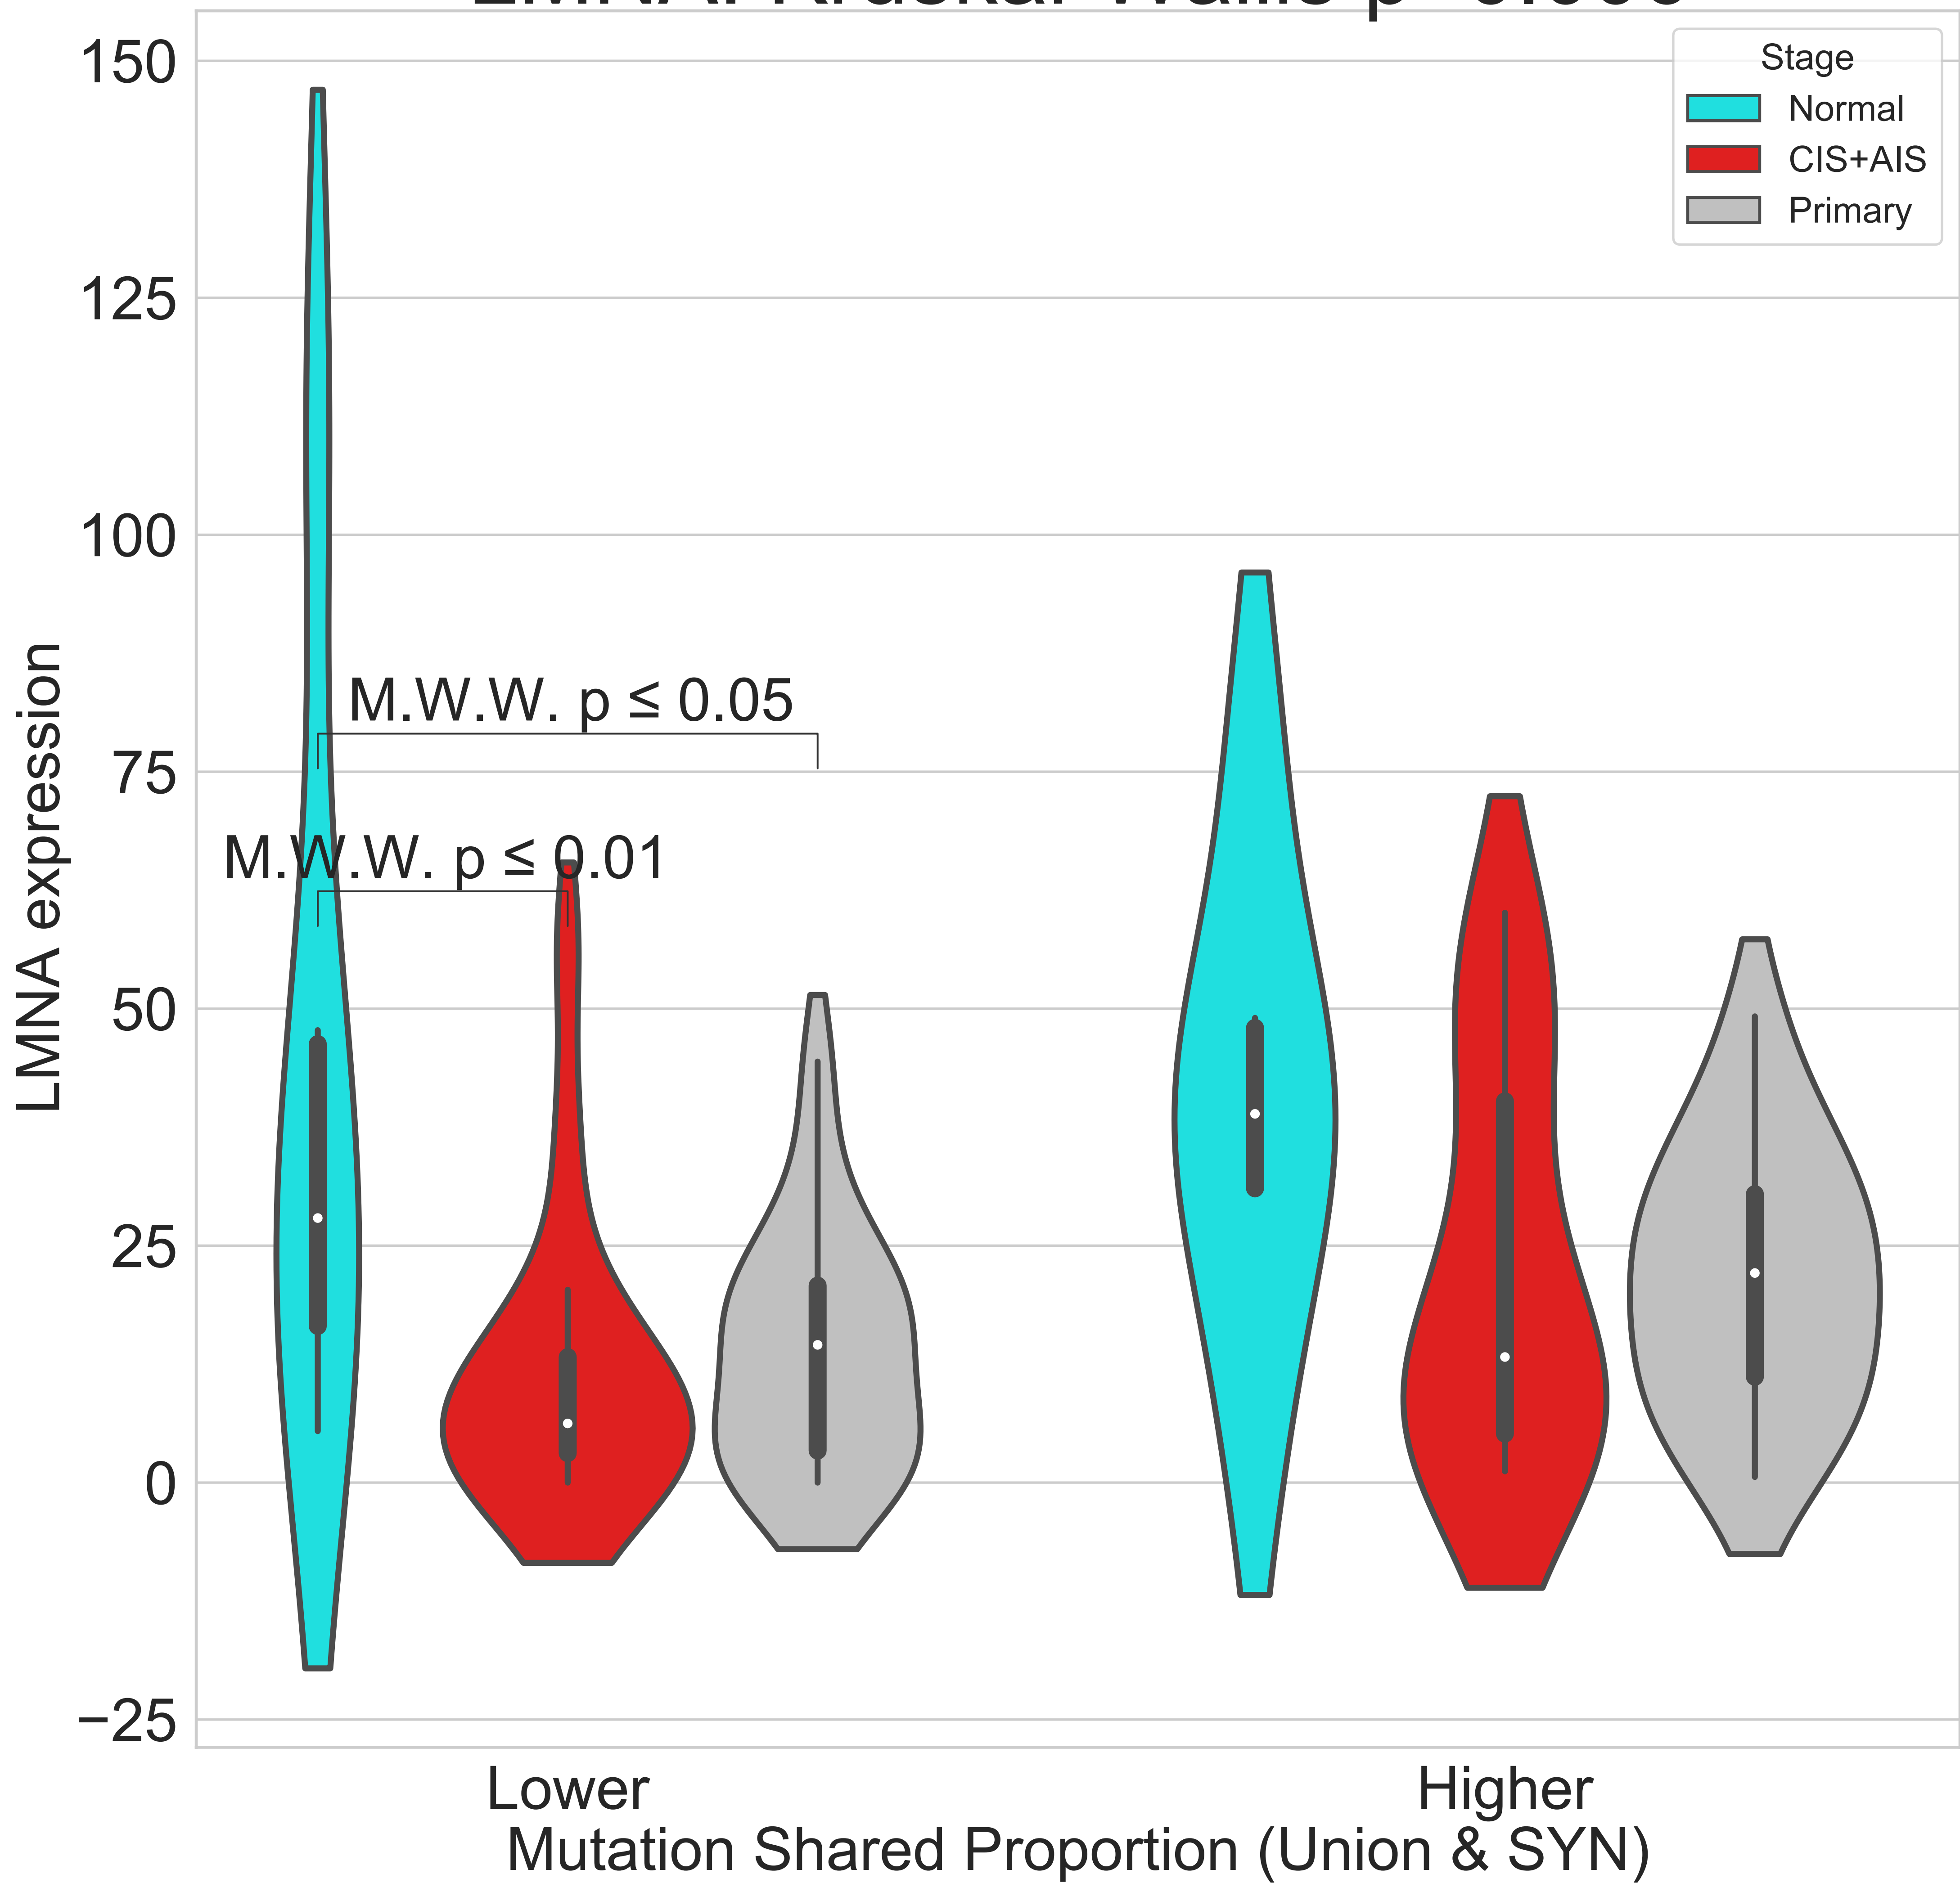 150
125
100
75
50
25
0
−25
LMNA expression
Stage
Normal
CIS+AIS
Primary
M.W.W. p ≤ 0.05
M.W.W. p ≤ 0.01
Lower
Higher
Mutation Shared Proportion (Union & SYN)